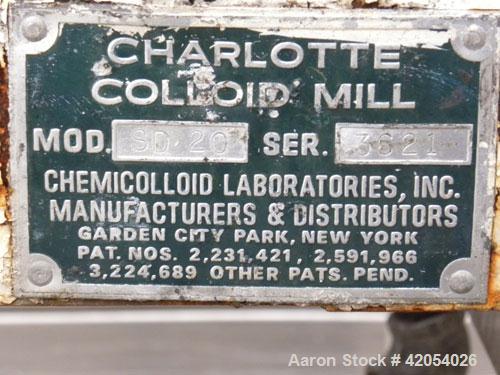 CHARLOTTE
COLLOID MILL
MOD. SD 20 SER. 3621
CHEMICOLLOID LABORATORIES, INC.
MANUFACTURERS & DISTRIBUTORS
GARDEN CITY PARK, NEW YORK
PAT. NOS. 2,231,421, 2,591,966
3,224,689 OTHER PATS. PEND.
Aaron Stock # 42054026